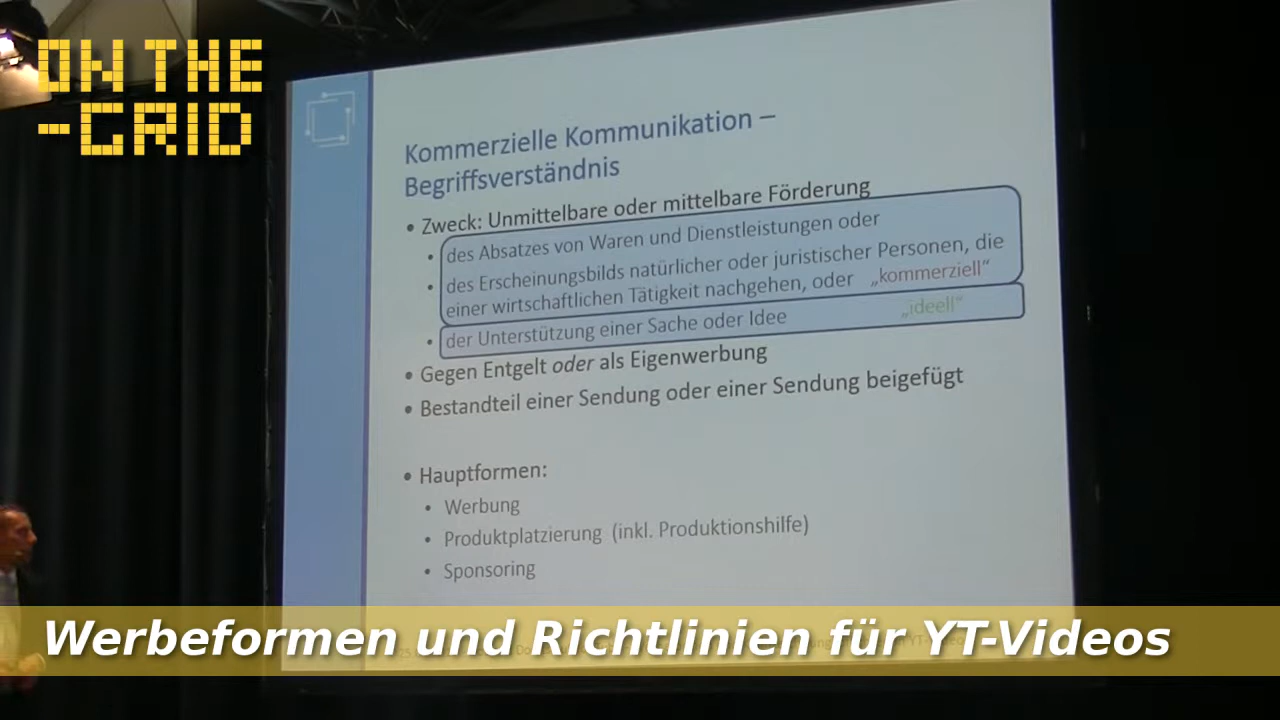 ON THE
-GRID
Kommerzielle Kommunikation –
Begriffsverständnis
• Zweck: Unmittelbare oder mittelbare Förderung
• des Absatzes von Waren und Dienstleistungen oder
• des Erscheinungsbilds natürlicher oder juristischer Personen, die
einer wirtschaftlichen Tätigkeit nachgehen, oder „kommerziell“
• der Unterstützung einer Sache oder Idee „ideell“
• Gegen Entgelt oder als Eigenwerbung
• Bestandteil einer Sendung oder einer Sendung beigefügt
• Hauptformen:
• Werbung
• Produktplatzierung (inkl. Produktionshilfe)
• Sponsoring
Werbeformen und Richtlinien für YT-Videos